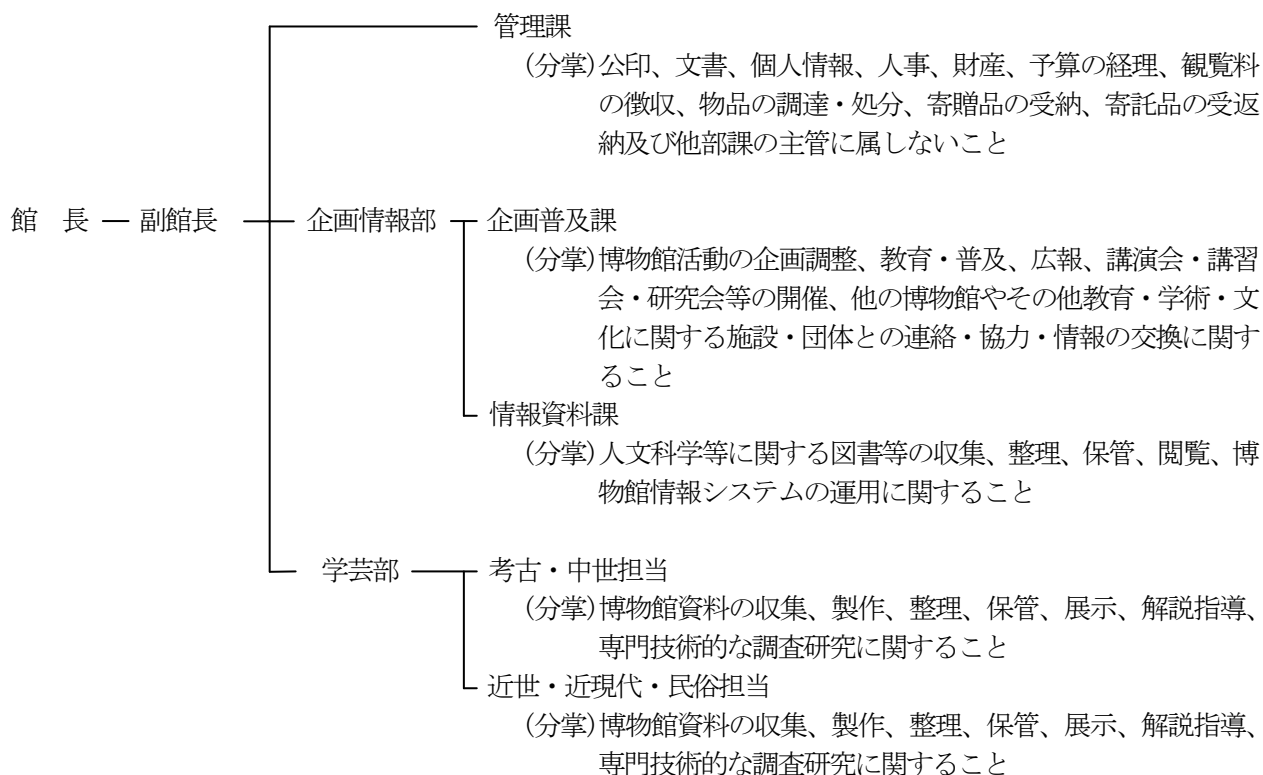 管理課
(分掌)公印、文書、個人情報、人事、財産、予算の経理、観覧料
の徴収、物品の調達・処分、寄贈品の受納、寄託品の受返
納及び他部課の主管に属しないこと
館　長
副館長
企画情報部
企画普及課
(分掌)博物館活動の企画調整、教育・普及、広報、講演会・講習
会・研究会等の開催、他の博物館やその他教育・学術・文
化に関する施設・団体との連絡・協力・情報の交換に関す
ること
情報資料課
(分掌)人文科学等に関する図書等の収集、整理、保管、閲覧、博
物館情報システムの運用に関すること
学芸部
考古・中世担当
(分掌)博物館資料の収集、製作、整理、保管、展示、解説指導、
専門技術的な調査研究に関すること
近世・近現代・民俗担当
(分掌)博物館資料の収集、製作、整理、保管、展示、解説指導、
専門技術的な調査研究に関すること